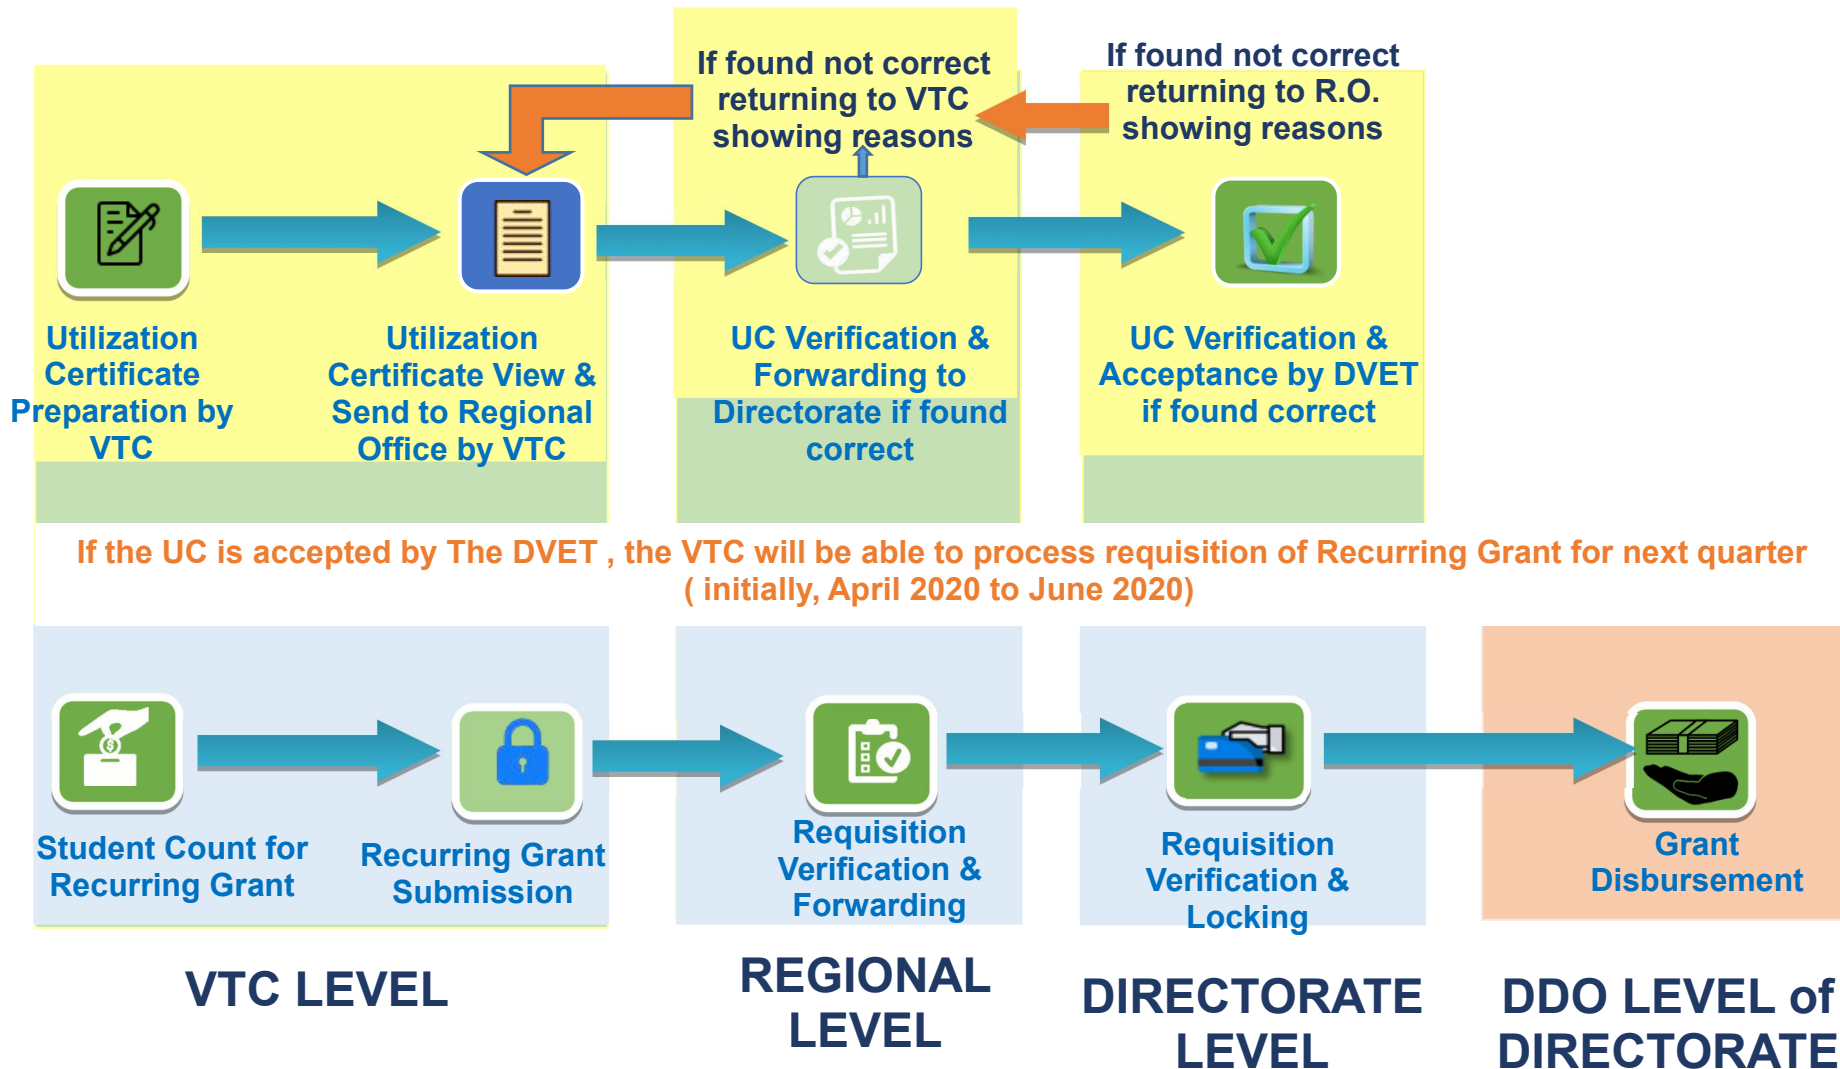 If found not correct
returning to VTC
showing reasons
If found not correct
returning to R.O.
showing reasons
Utilization
Certificate
Preparation by
VTC
Utilization
Certificate View &
Send to Regional
Office by VTC
UC Verification &
Forwarding to
Directorate if found
correct
UC Verification &
Acceptance by DVET
if found correct
If the UC is accepted by The DVET , the VTC will be able to process requisition of Recurring Grant for next quarter
( initially, April 2020 to June 2020)
Student Count for
Recurring Grant
Recurring Grant
Submission
Requisition
Verification &
Forwarding
Requisition
Verification &
Locking
Grant
Disbursement
VTC LEVEL
REGIONAL
LEVEL
DIRECTORATE
LEVEL
DDO LEVEL of
DIRECTORATE